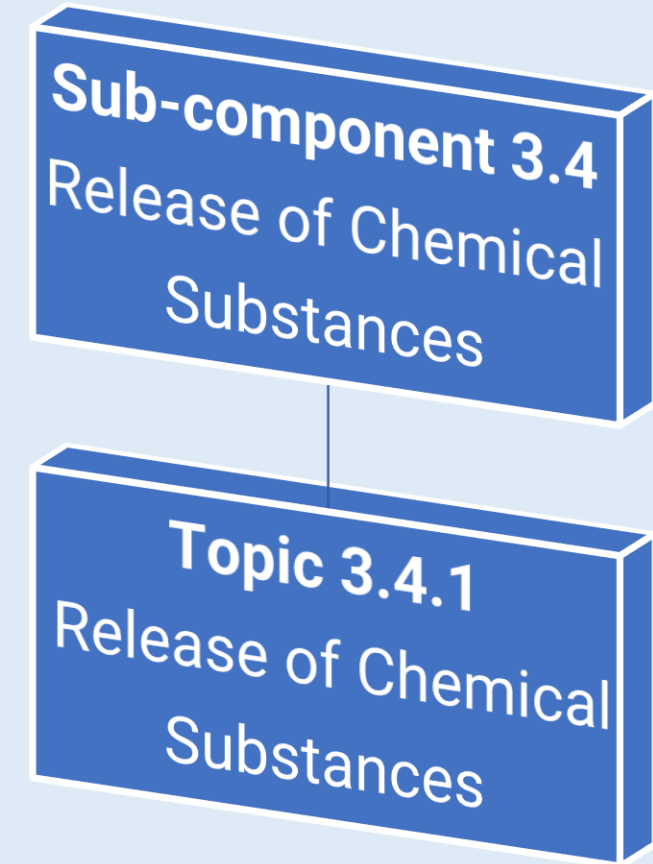 Sub-component 3.4
Release of Chemical
Substances
Topic 3.4.1
Release of Chemical
Substances